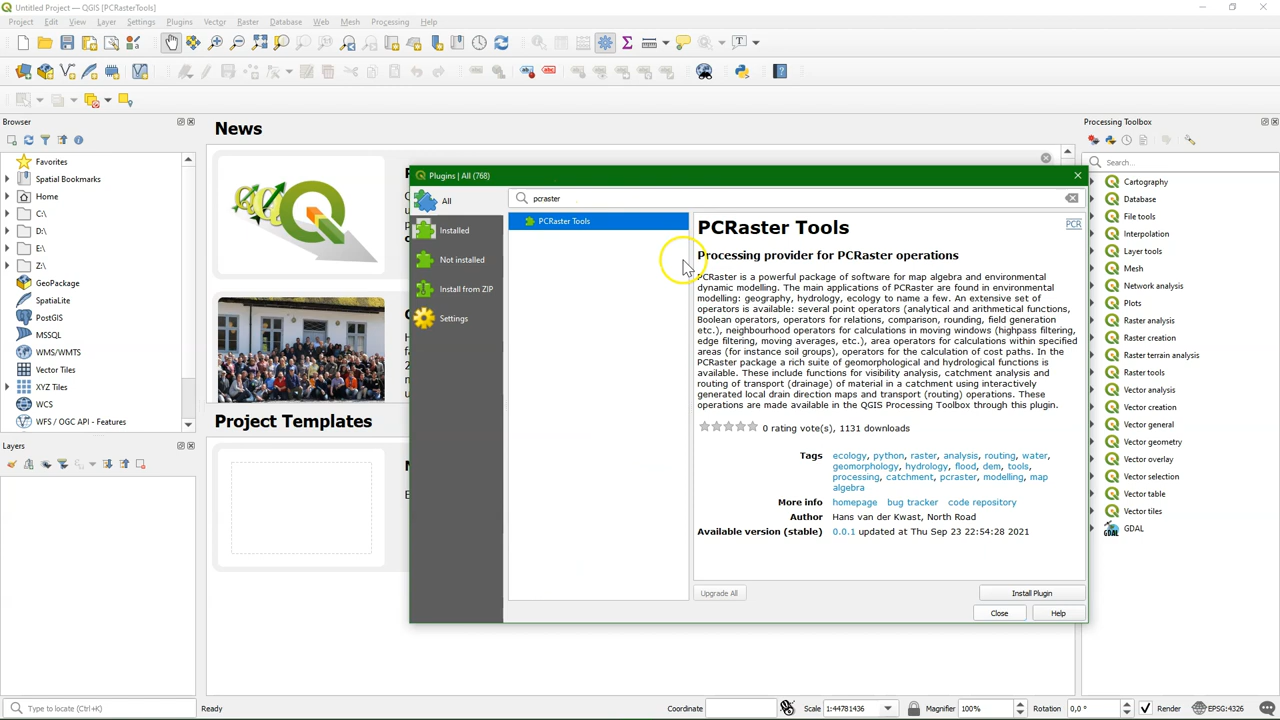 Untitled Project — QGIS [PCRasterTools]
Project Edit View Layer Settings Plugins Vector Raster Database Web Mesh Processing Help
Browser
Favorites
Spatial Bookmarks
Home
C:\
D:\
E:\
Z:\
GeoPackage
SpatiaLite
PostGIS
MSSQL
WMS/WMTS
Vector Tiles
XYZ Tiles
WCS
WFS / OGC API - Features
Layers
News
Project Templates
Plugins | All (768)
All
Installed
Not installed
Install from ZIP
Settings
pcraster
PCRaster Tools
PCRaster Tools
PCR
Processing provider for PCRaster operations
PCRaster is a powerful package of software for map algebra and environmental
dynamic modelling. The main applications of PCRaster are found in environmental
modelling: geography, hydrology, ecology to name a few. An extensive set of
operators is available: several point operators (analytical and arithmetical functions,
Boolean operators, operators for relations, comparison, rounding, field generation
etc.), neighbourhood operators for calculations in moving windows (highpass filtering,
edge filtering, moving averages, etc.), area operators for calculations within specified
areas (for instance soil groups), operators for the calculation of cost paths. In the
PCRaster package a rich suite of geomorphological and hydrological functions is
available. These include functions for visibility analysis, catchment analysis and
routing of transport (drainage) of material in a catchment using interactively
generated local drain direction maps and transport (routing) operations. These
operations are made available in the QGIS Processing Toolbox through this plugin.
0 rating vote(s), 1131 downloads
Tags ecology, python, raster, analysis, routing, water,
geomorphology, hydrology, flood, dem, tools,
processing, catchment, pcraster, modelling, map
algebra
More info homepage bug tracker code repository
Author Hans van der Kwast, North Road
Available version (stable) 0.0.1 updated at Thu Sep 23 22:54:28 2021
Upgrade All
Install Plugin
Close
Help
Processing Toolbox
Search...
Cartography
Database
File tools
Interpolation
Layer tools
Mesh
Network analysis
Plots
Raster analysis
Raster creation
Raster terrain analysis
Raster tools
Vector analysis
Vector creation
Vector general
Vector geometry
Vector overlay
Vector selection
Vector table
Vector tiles
GDAL
Type to locate (Ctrl+K) Ready Coordinate Scale 1:44781436 Magnifier 100% Rotation 0,0 ° Render EPSG:4326